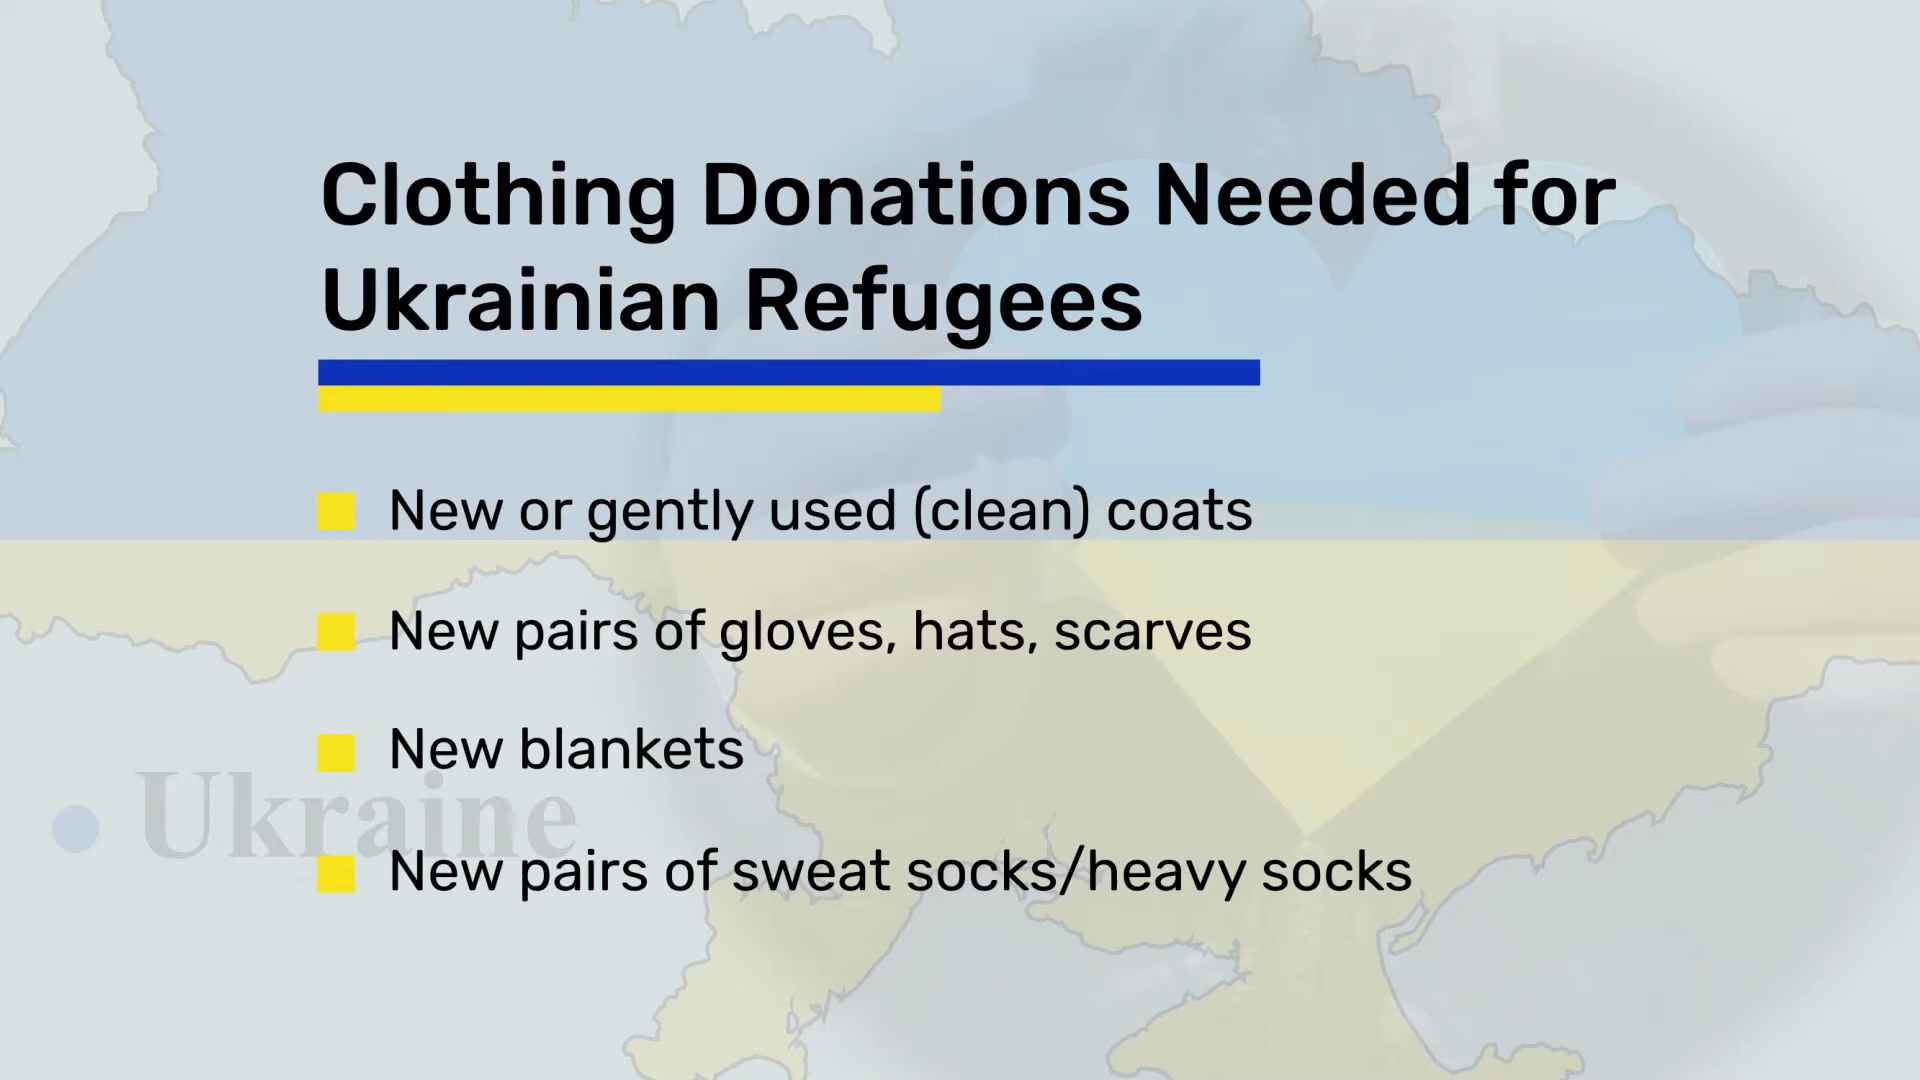 Clothing Donations Needed for
Ukrainian Refugees
New or gently used (clean) coats
New pairs of gloves, hats, scarves
New blankets
Ukraine
New pairs of sweat socks/heavy socks